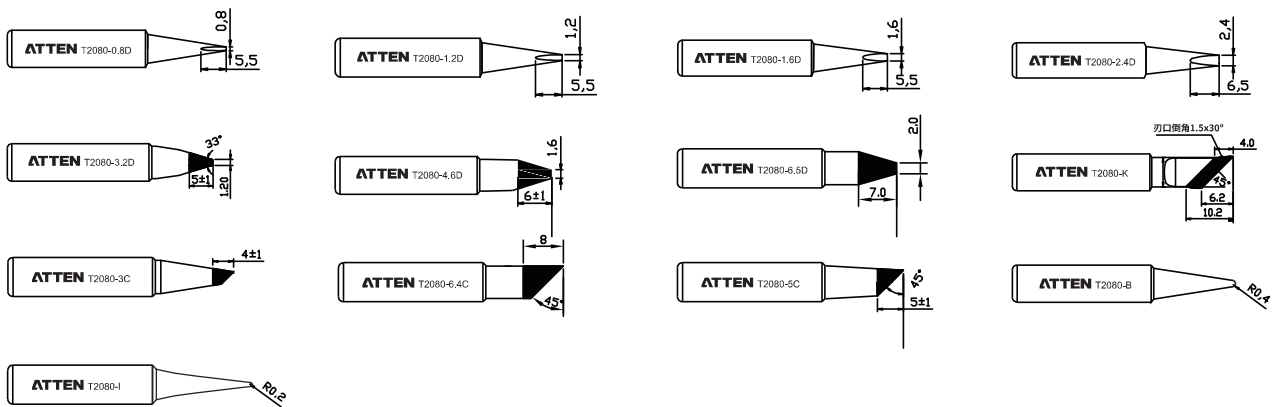 0,8
ATTEN T2080-0.8D
5,5
1,2
ATTEN T2080-1.2D
5,5
1,6
ATTEN T2080-1.6D
5,5
2,4
ATTEN T2080-2.4D
6,5
33°
ATTEN T2080-3.2D
5±1
1.20
1,6
ATTEN T2080-4.6D
6±1
2.0
ATTEN T2080-6.5D
7.0
刃口倒角1.5x30°
4.0
ATTEN T2080-K
45°
6.2
10.2
4±1
ATTEN T2080-3C
8
ATTEN T2080-6.4C
45°
ATTEN T2080-5C
45°
5±1
ATTEN T2080-B
R0,4
ATTEN T2080-I
R0,2